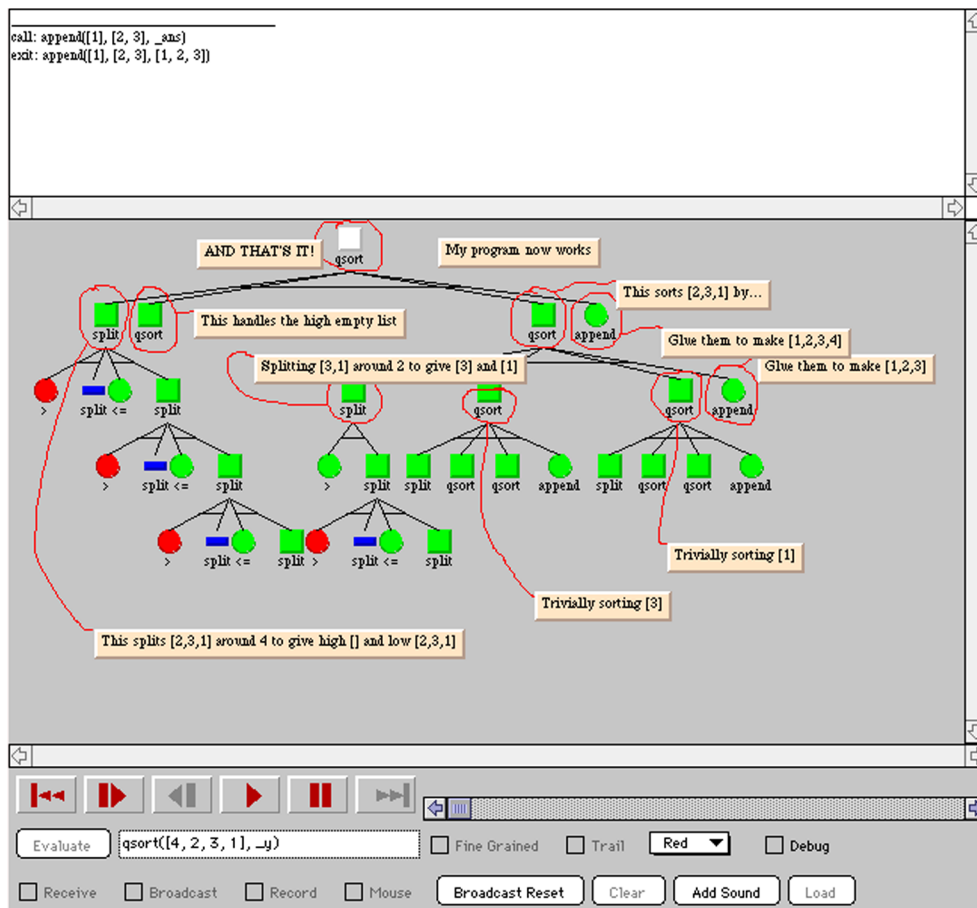 call: append([1], [2, 3], _ans)
exit: append([1], [2, 3], [1, 2, 3])
AND THAT'S IT!
qsort
My program now works
This sorts [2,3,1] by...
split
qsort
This handles the high empty list
qsort
append
Glue them to make [1,2,3,4]
Splitting [3,1] around 2 to give [3] and [1]
Glue them to make [1,2,3]
>
split <=
split
split
qsort
qsort
append
>
split <=
split
>
split
split
qsort
qsort
append
split
qsort
qsort
append
>
split <=
split
>
split <=
split
Trivially sorting [1]
Trivially sorting [3]
This splits [2,3,1] around 4 to give high [] and low [2,3,1]
Evaluate
qsort([4, 2, 3, 1], _y)
Fine Grained
Trail
Red
Debug
Receive
Broadcast
Record
Mouse
Broadcast Reset
Clear
Add Sound
Load